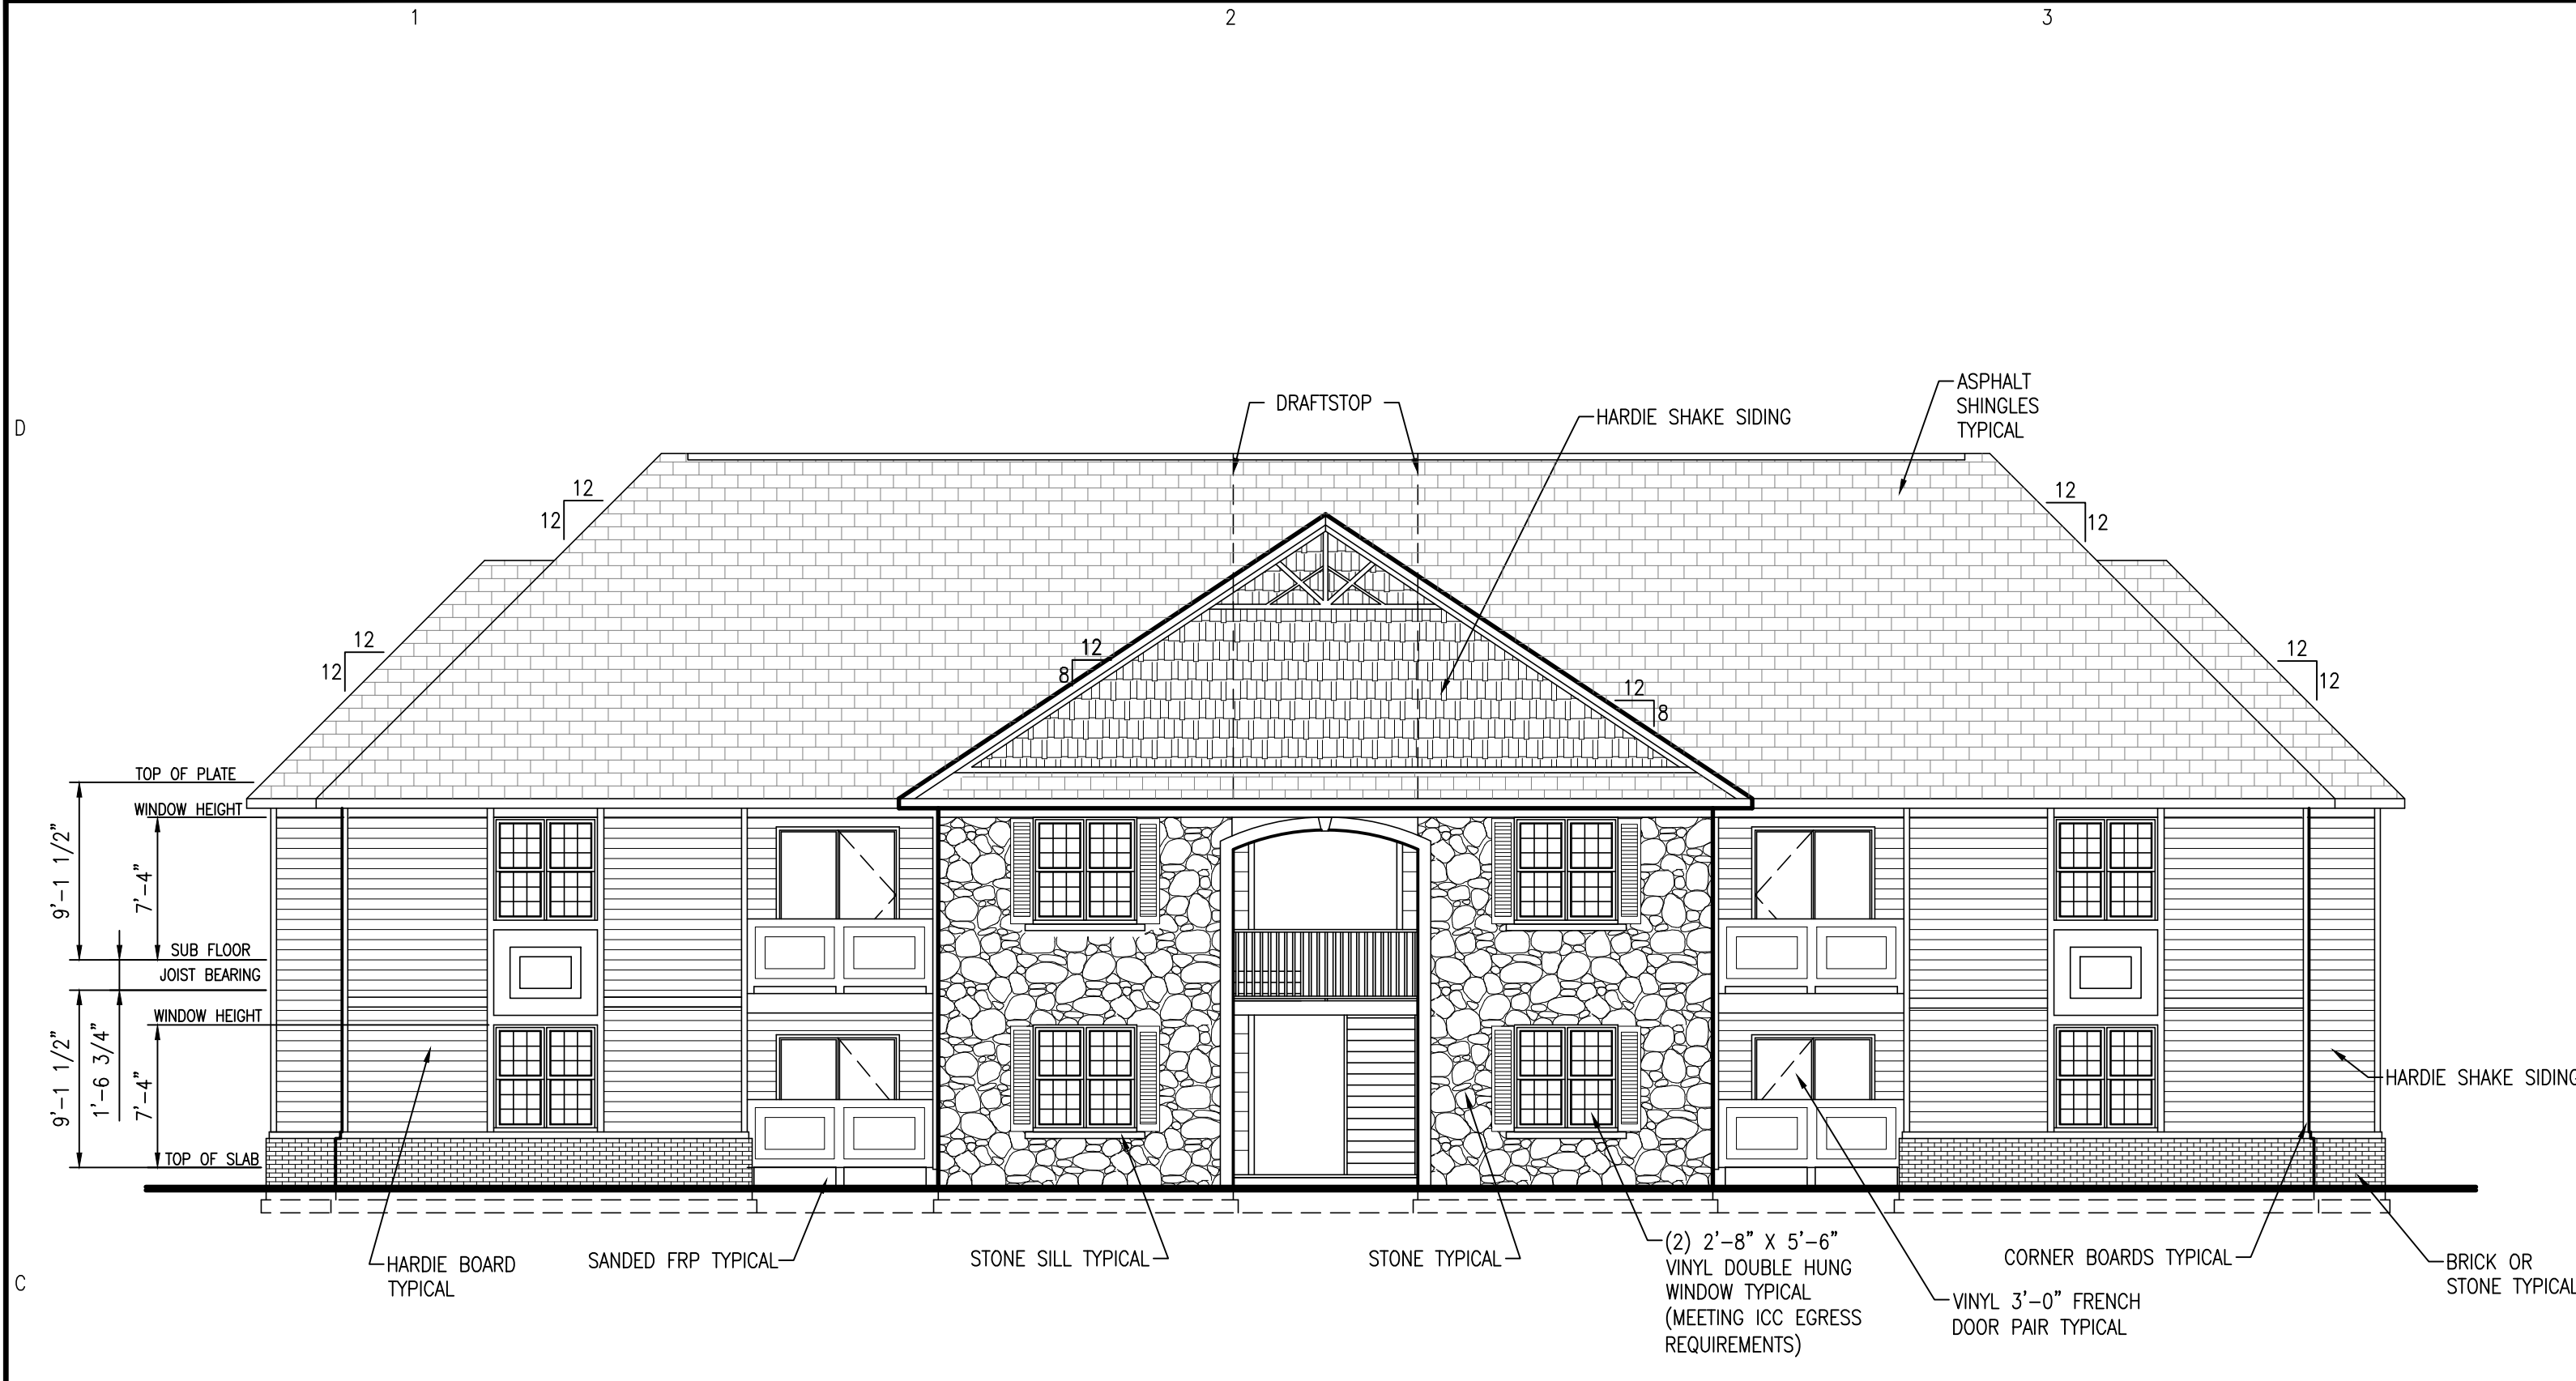 1
2
3
D
C
DRAFTSTOP
HARDIE SHAKE SIDING
ASPHALT
SHINGLES
TYPICAL
12
12
12
12
12
12
12
12
12
8
12
8
TOP OF PLATE
WINDOW HEIGHT
9'-1 1/2"
7'-4"
SUB FLOOR
JOIST BEARING
WINDOW HEIGHT
9'-1 1/2"
1'-6 3/4"
7'-4"
TOP OF SLAB
HARDIE SHAKE SIDING
HARDIE BOARD
TYPICAL
SANDED FRP TYPICAL
STONE SILL TYPICAL
STONE TYPICAL
(2) 2'-8" X 5'-6"
VINYL DOUBLE HUNG
WINDOW TYPICAL
(MEETING ICC EGRESS
REQUIREMENTS)
VINYL 3'-0" FRENCH
DOOR PAIR TYPICAL
CORNER BOARDS TYPICAL
BRICK OR
STONE TYPICAL